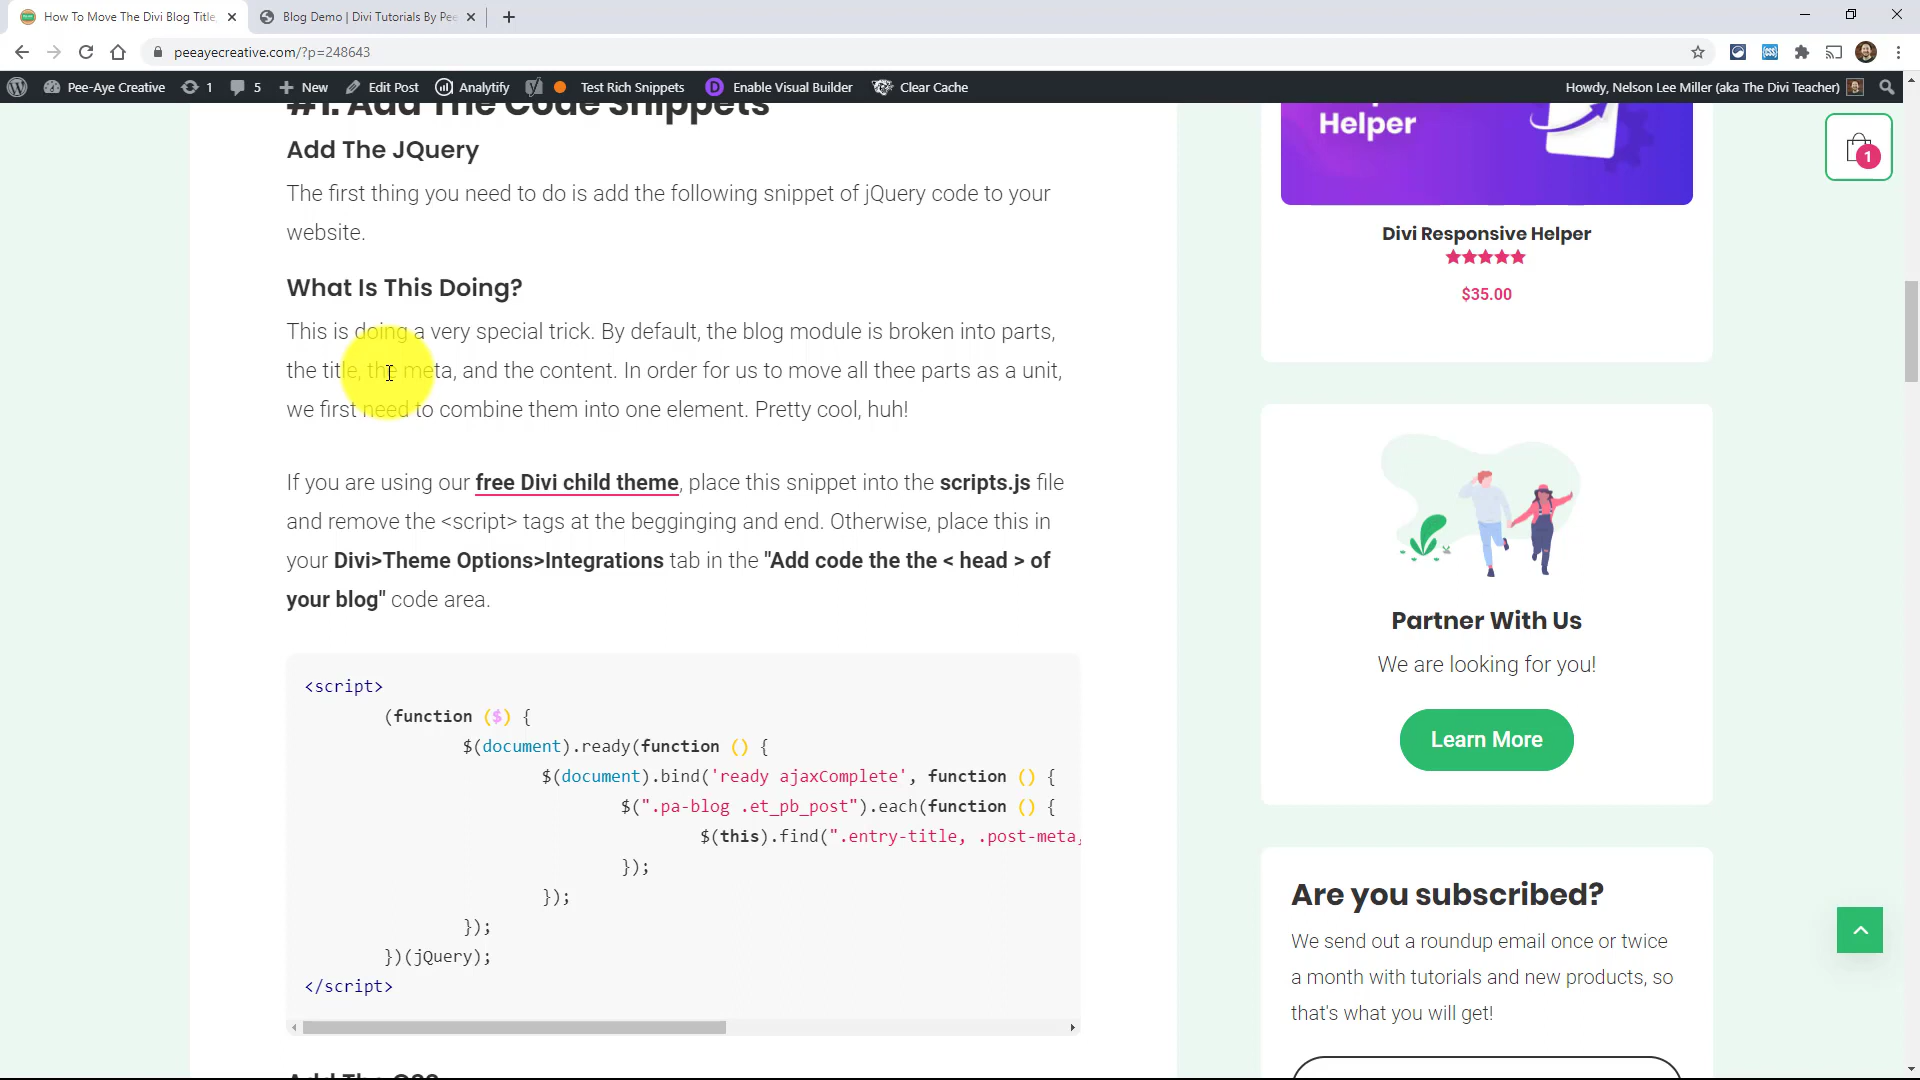 How To Move The Divi Blog Title,
Blog Demo | Divi Tutorials By Pee
peeayecreative.com/?p=248643
Pee-Aye Creative
1
5
New
Edit Post
Analytify
Test Rich Snippets
D
Enable Visual Builder
Clear Cache
Howdy, Nelson Lee Miller (aka The Divi Teacher)
#1. Add The Code Snippets
Add The JQuery
The first thing you need to do is add the following snippet of jQuery code to your
website.
What Is This Doing?
This is doing a very special trick. By default, the blog module is broken into parts,
the title, the meta, and the content. In order for us to move all thee parts as a unit,
we first need to combine them into one element. Pretty cool, huh!
If you are using our free Divi child theme, place this snippet into the scripts.js file
and remove the <script> tags at the begginging and end. Otherwise, place this in
your Divi>Theme Options>Integrations tab in the "Add code the the < head > of
your blog" code area.
<script>
(function ($) {
$(document).ready(function () {
$(document).bind('ready ajaxComplete', function () {
$(".pa-blog .et_pb_post").each(function () {
$(this).find(".entry-title, .post-meta,
});
});
});
})(jQuery);
</script>
Helper
Divi Responsive Helper
$35.00
1
Partner With Us
We are looking for you!
Learn More
Are you subscribed?
We send out a roundup email once or twice
a month with tutorials and new products, so
that's what you will get!